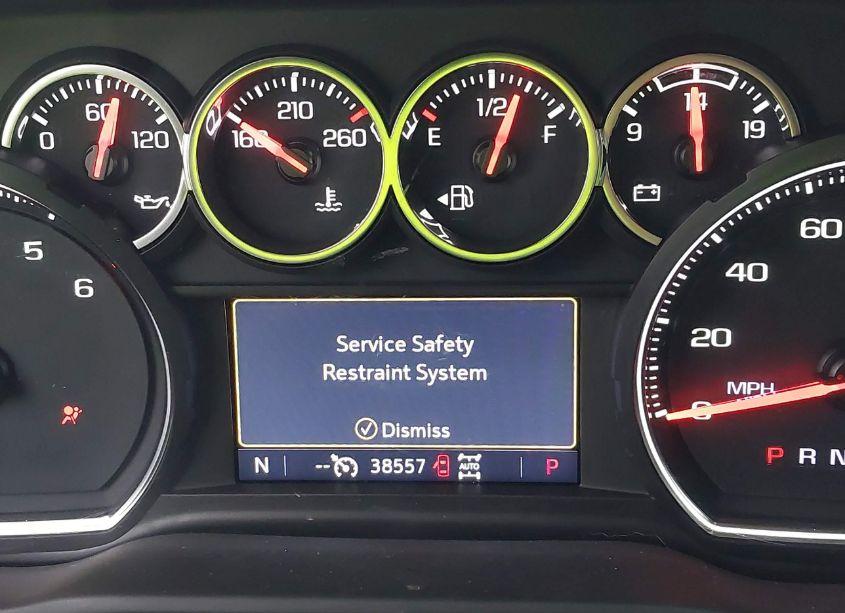 0 60 120
160 210 260
E 1/2 F
9 14 19
5
6
60
40
20
0
MPH
Service Safety
Restraint System
Dismiss
N -- 38557 AUTO P
P R N